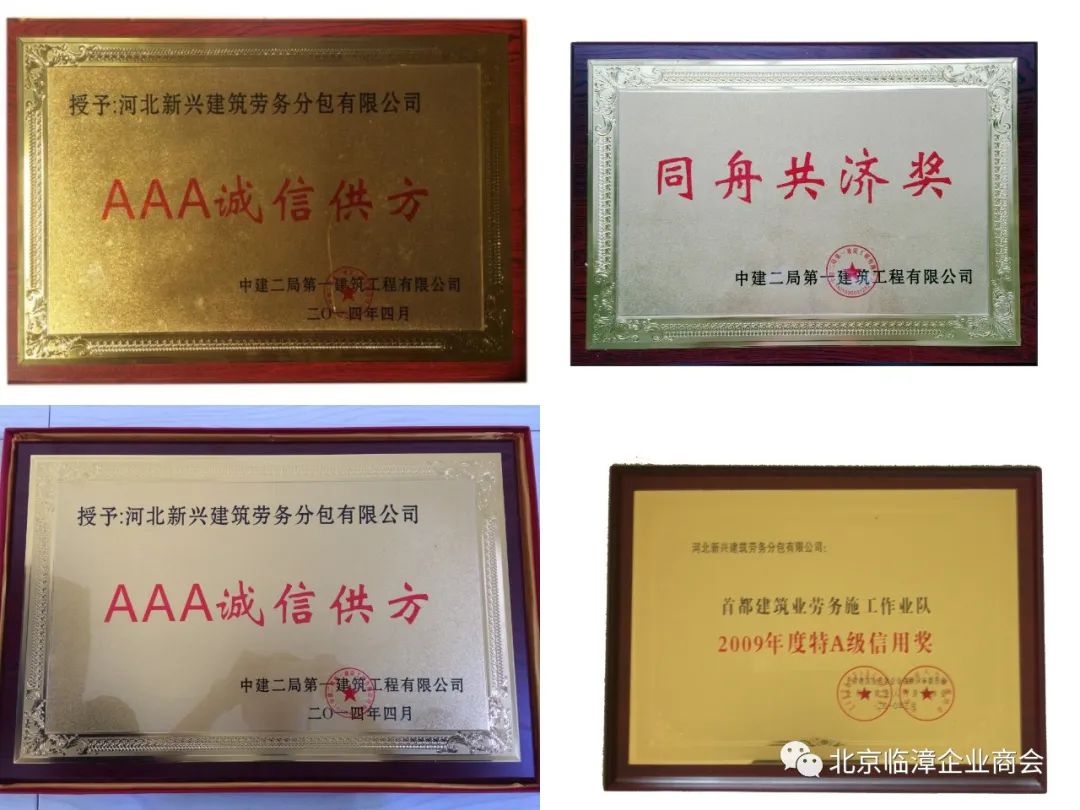 授予:河北新兴建筑劳务分包有限公司
AAA诚信供方
中建二局第一建筑工程有限公司
二〇一四年四月
同舟共济奖
中建二局第一建筑工程有限公司
授予:河北新兴建筑劳务分包有限公司
AAA诚信供方
中建二局第一建筑工程有限公司
二〇一四年四月
河北新兴建筑劳务分包有限公司:
首都建筑业劳务施工作业队
2009年度特A级信用奖
北京临漳企业商会